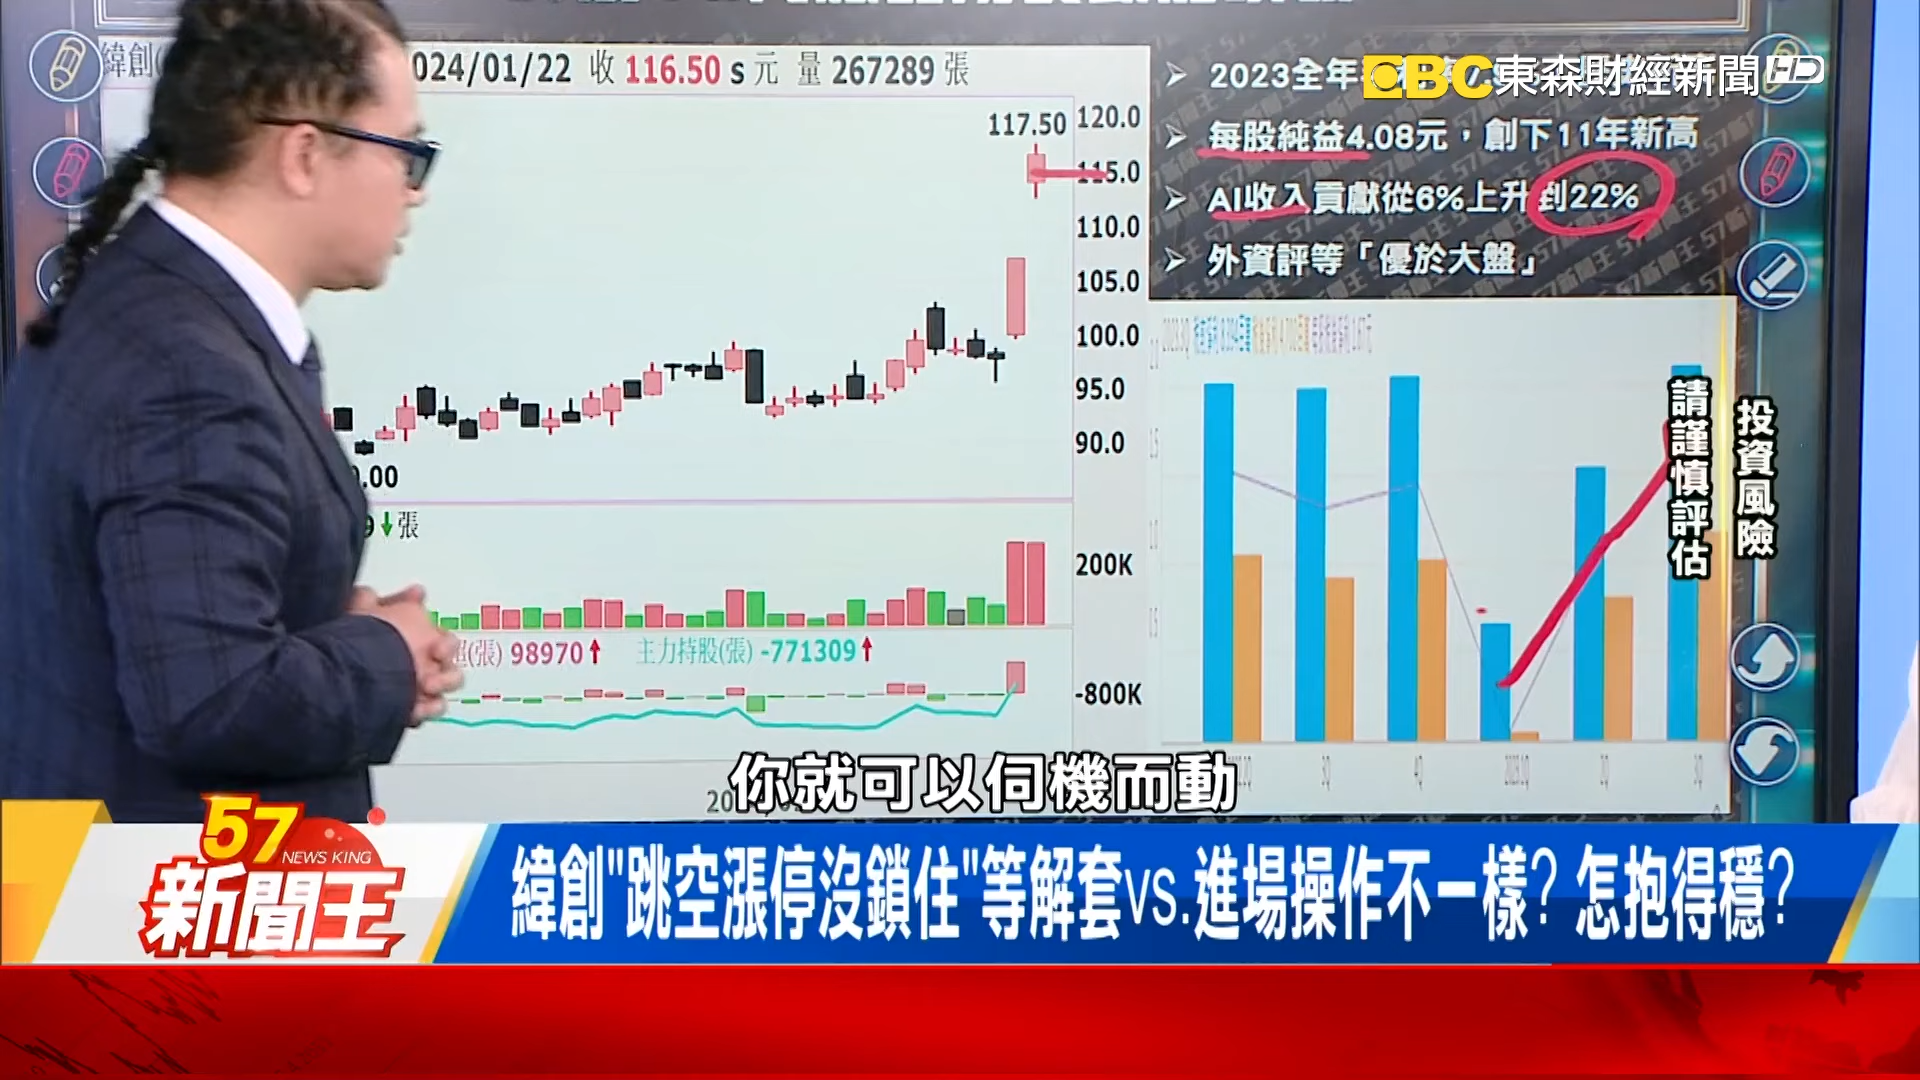 緯創
024/01/22 收 116.50 s 元 量 267289 張
117.50
120.0
115.0
110.0
105.0
100.0
95.0
90.0
.00
9↓張
200K
(張) 98970↑ 主力持股(張) -771309↑
-800K
2023全年
EBC東森財經新聞 HD
每股純益4.08元，創下11年新高
AI收入貢獻從6%上升到22%
外資評等「優於大盤」
投資風險
請謹慎評估
你就可以伺機而動
57
NEWS KING
新聞王
緯創"跳空漲停沒鎖住"等解套vs.進場操作不一樣? 怎抱得穩?